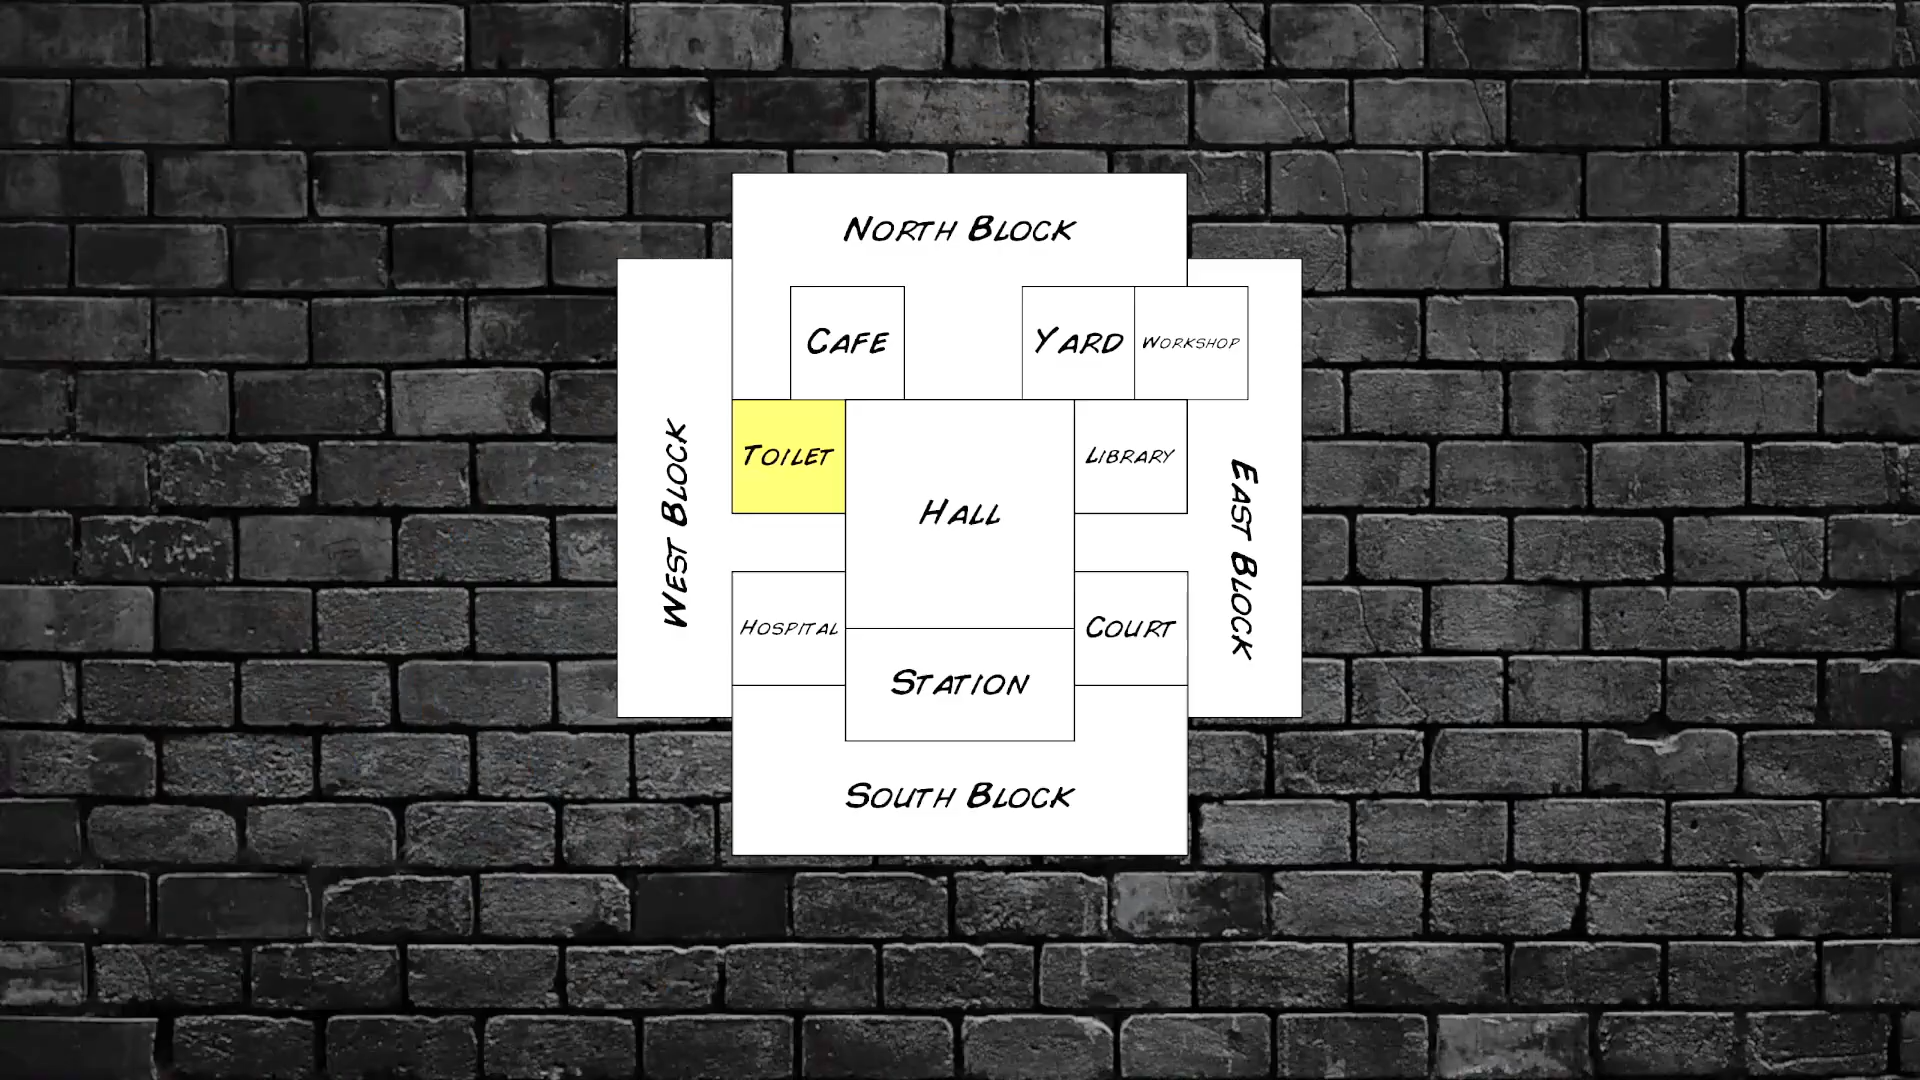 North Block
Cafe
Yard
Workshop
Toilet
Library
Hall
West Block
East Block
Hospital
Court
Station
South Block